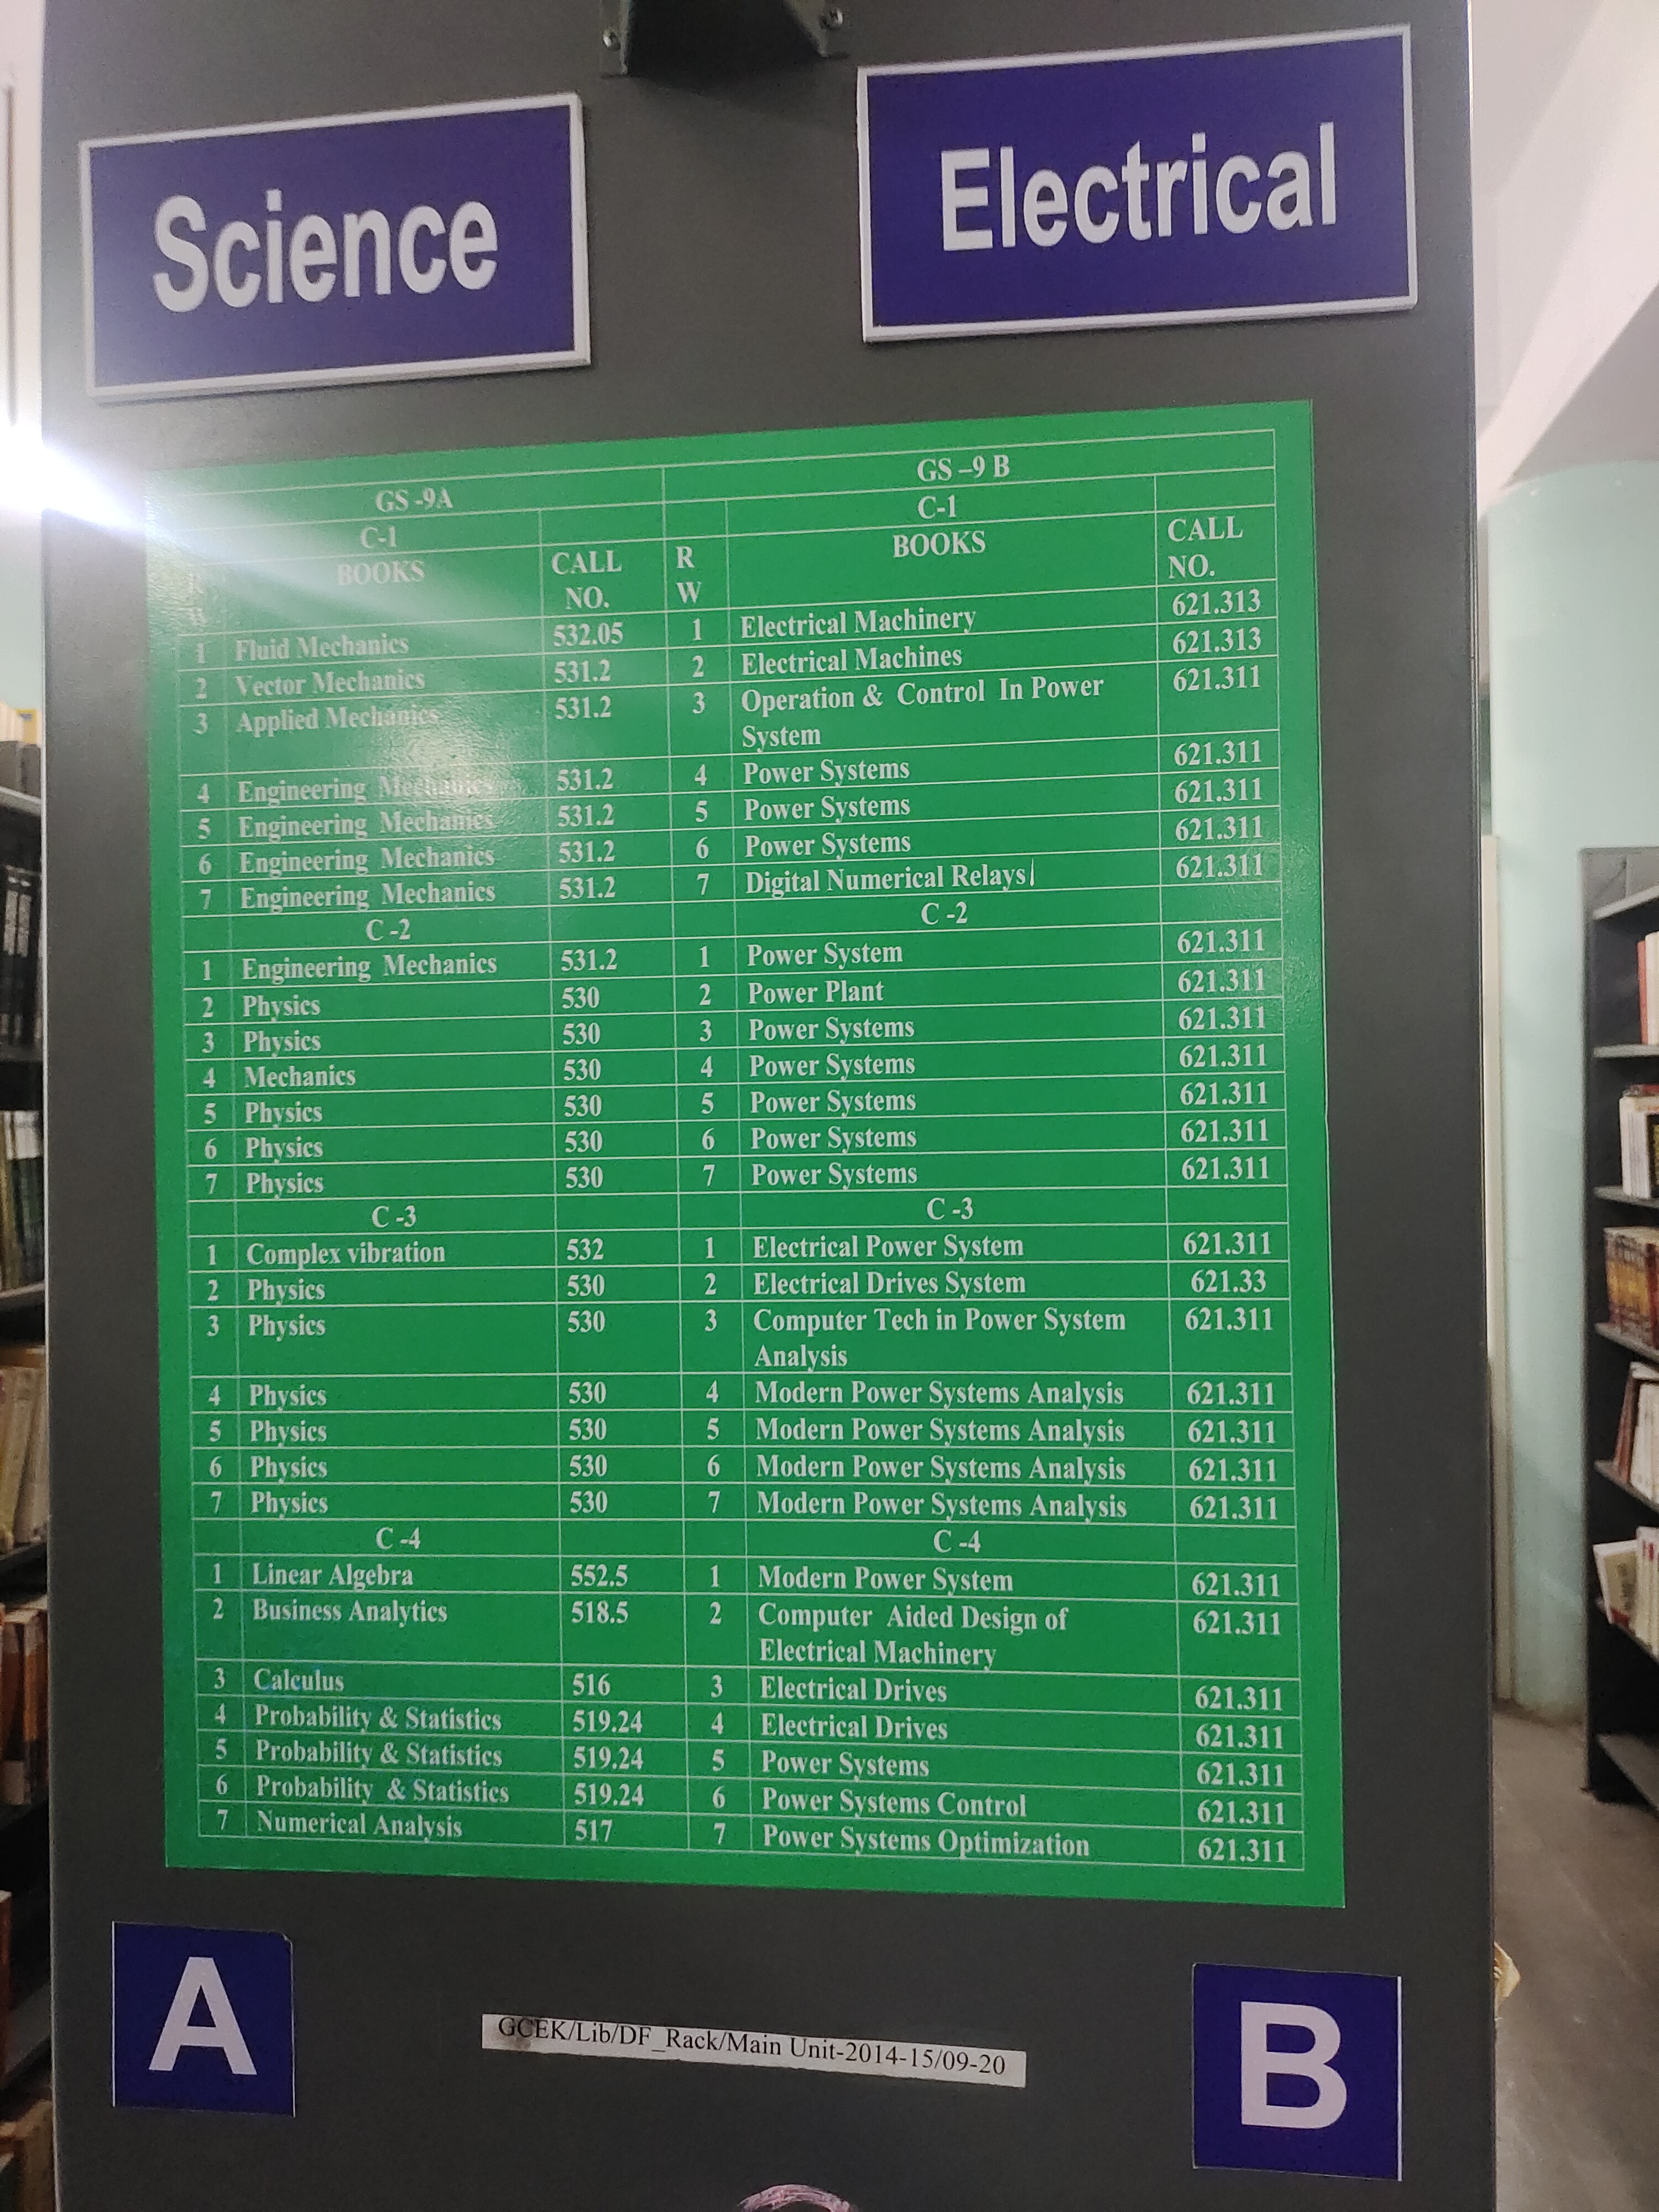 Science
Electrical
GS -9A GS –9 B
C-1 C-1
R W BOOKS CALL NO. R W BOOKS CALL NO.
1 Fluid Mechanics 532.05 1 Electrical Machinery 621.313
2 Vector Mechanics 531.2 2 Electrical Machines 621.313
3 Applied Mechanics 531.2 3 Operation & Control In Power System 621.311
4 Engineering Mechanics 531.2 4 Power Systems 621.311
5 Engineering Mechanics 531.2 5 Power Systems 621.311
6 Engineering Mechanics 531.2 6 Power Systems 621.311
7 Engineering Mechanics 531.2 7 Digital Numerical Relays 621.311
C -2 C -2
1 Engineering Mechanics 531.2 1 Power System 621.311
2 Physics 530 2 Power Plant 621.311
3 Physics 530 3 Power Systems 621.311
4 Mechanics 530 4 Power Systems 621.311
5 Physics 530 5 Power Systems 621.311
6 Physics 530 6 Power Systems 621.311
7 Physics 530 7 Power Systems 621.311
C -3 C -3
1 Complex vibration 532 1 Electrical Power System 621.311
2 Physics 530 2 Electrical Drives System 621.33
3 Physics 530 3 Computer Tech in Power System Analysis 621.311
4 Physics 530 4 Modern Power Systems Analysis 621.311
5 Physics 530 5 Modern Power Systems Analysis 621.311
6 Physics 530 6 Modern Power Systems Analysis 621.311
7 Physics 530 7 Modern Power Systems Analysis 621.311
C -4 C -4
1 Linear Algebra 552.5 1 Modern Power System 621.311
2 Business Analytics 518.5 2 Computer Aided Design of Electrical Machinery 621.311
3 Calculus 516 3 Electrical Drives 621.311
4 Probability & Statistics 519.24 4 Electrical Drives 621.311
5 Probability & Statistics 519.24 5 Power Systems 621.311
6 Probability & Statistics 519.24 6 Power Systems Control 621.311
7 Numerical Analysis 517 7 Power Systems Optimization 621.311
A
GCEK/Lib/DF_Rack/Main Unit-2014-15/09-20
B